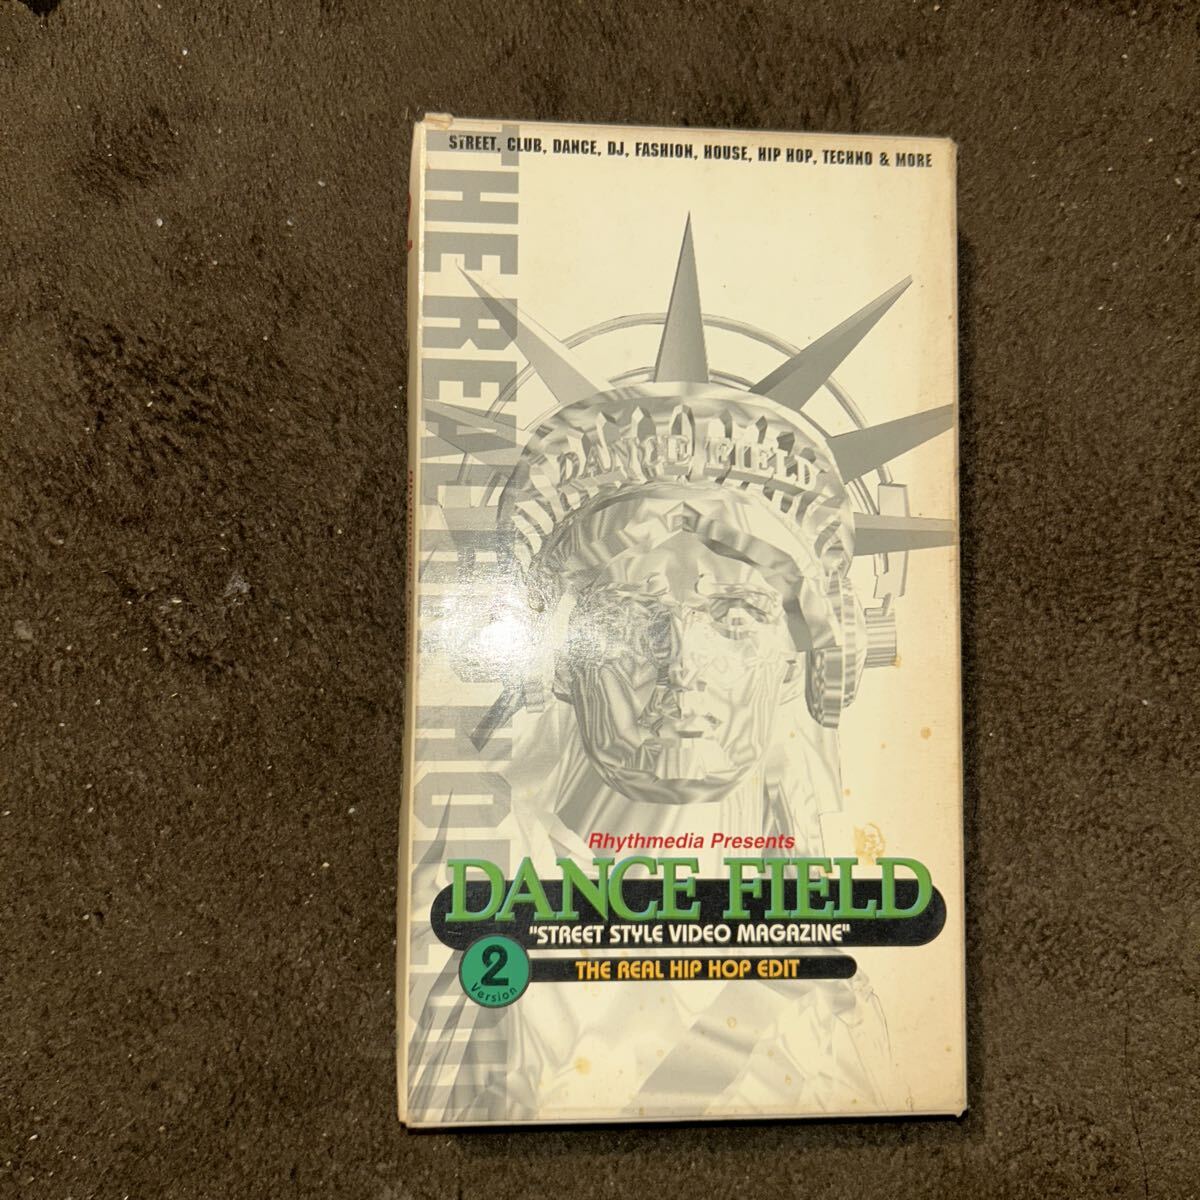 STREET, CLUB, DANCE, DJ, FASHION, HOUSE, HIP HOP, TECHNO & MORE
THE REAL HIP HOP EDIT
DANCE FIELD
Rhythmedia Presents
DANCE FIELD
"STREET STYLE VIDEO MAGAZINE"
2
Version
THE REAL HIP HOP EDIT